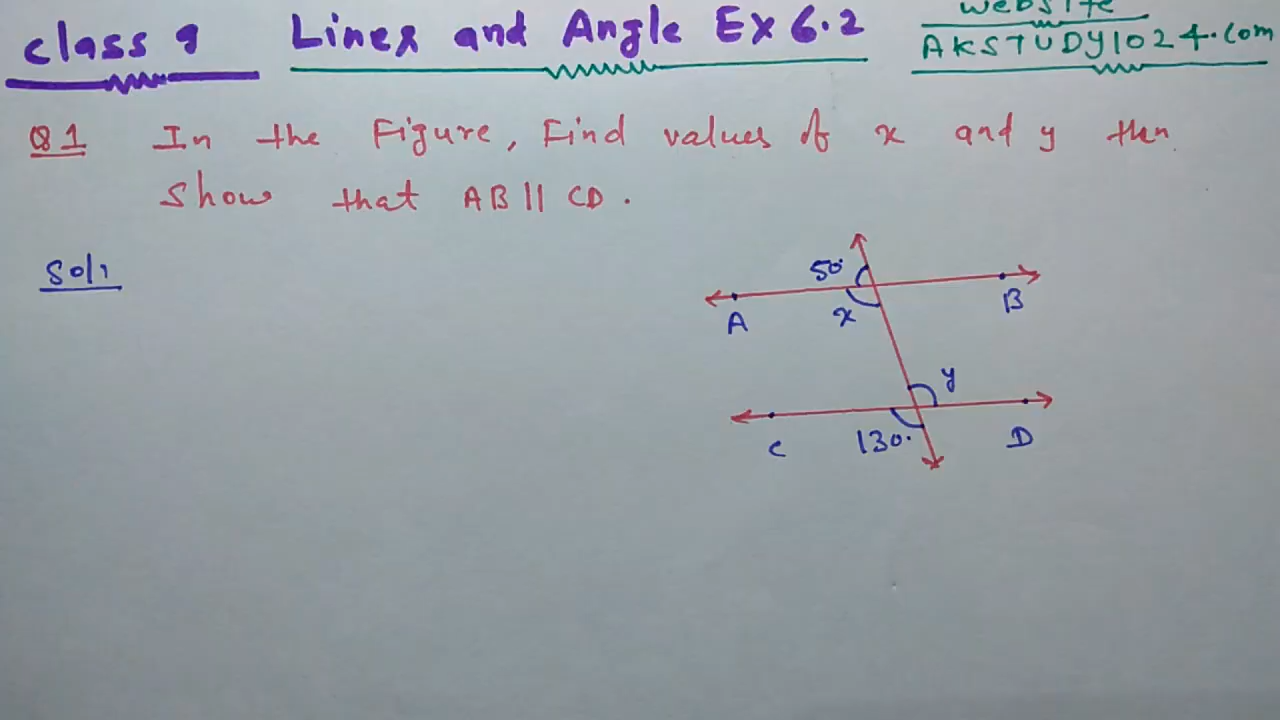 Class 9 Lines and Angle Ex 6.2
Website
AKSTUDY1024.com
Q1 In the Figure, Find values of x and y then
Show that AB || CD.
Sol:
50°
A
x
B
y
C
130°
D